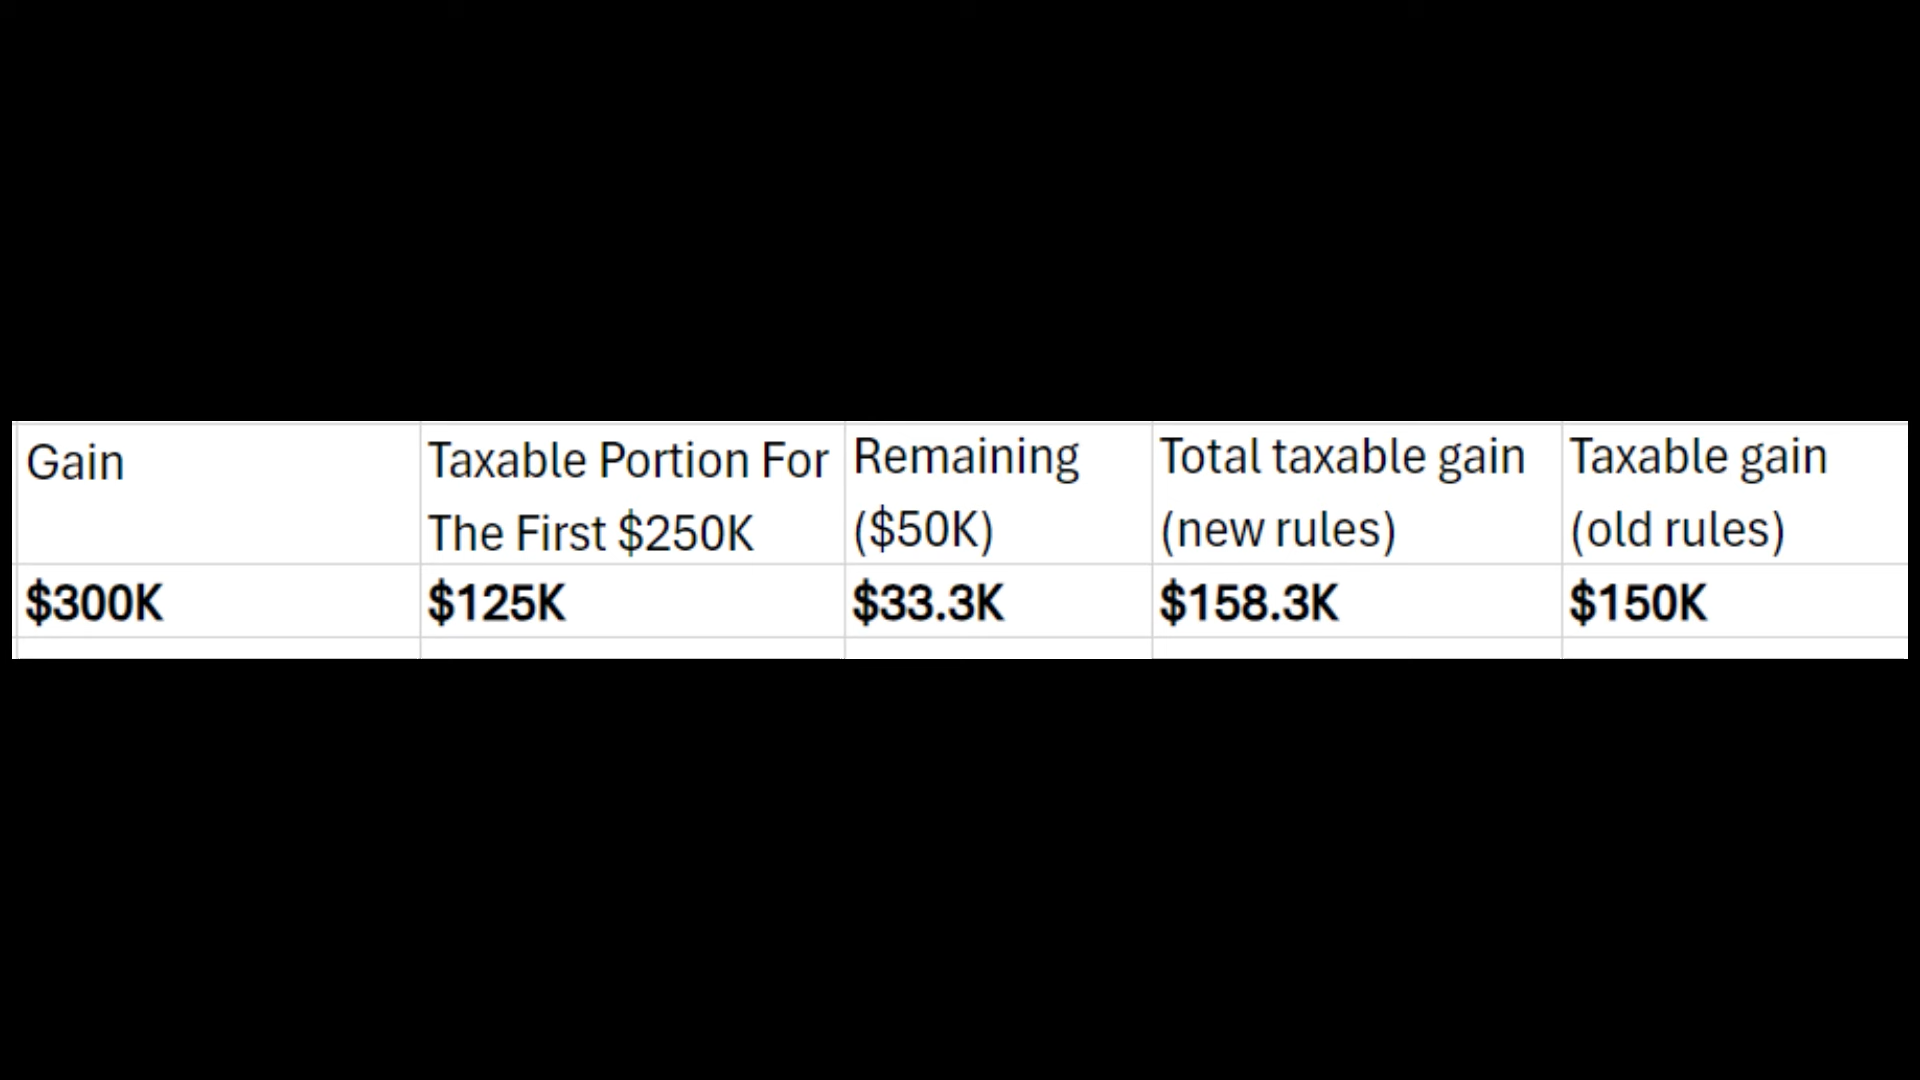 Gain
Taxable Portion For
The First $250K
Remaining
($50K)
Total taxable gain
(new rules)
Taxable gain
(old rules)
$300K
$125K
$33.3K
$158.3K
$150K